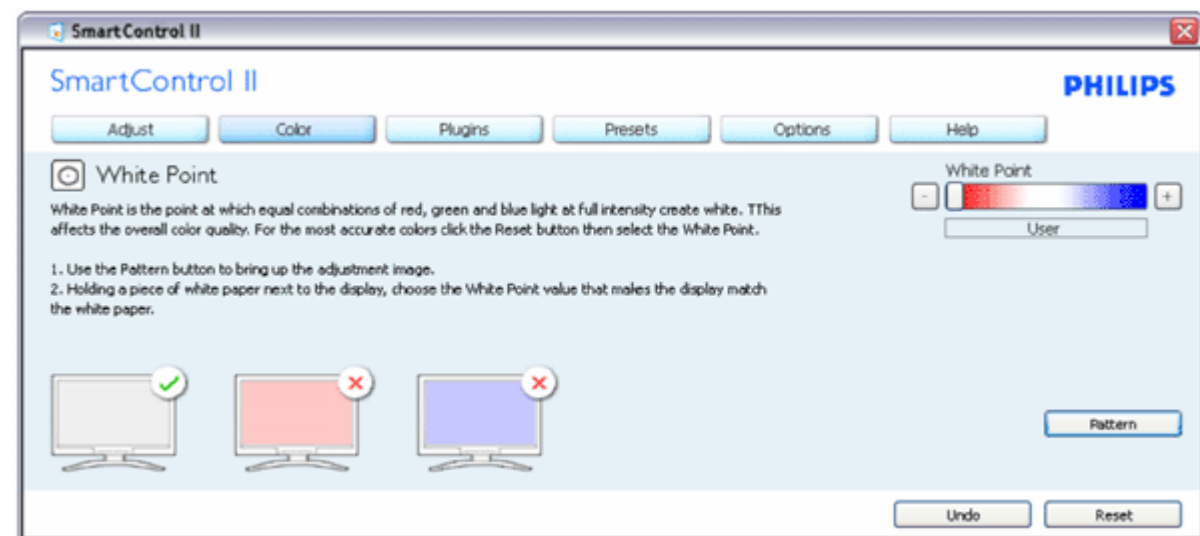 SmartControl II
SmartControl II
PHILIPS
Adjust Color Plugins Presets Options Help
White Point
White Point
- +
User
White Point is the point at which equal combinations of red, green and blue light at full intensity create white. TThis
affects the overall color quality. For the most accurate colors click the Reset button then select the White Point.
1. Use the Pattern button to bring up the adjustment image.
2. Holding a piece of white paper next to the display, choose the White Point value that makes the display match
the white paper.
Pattern
Undo Reset